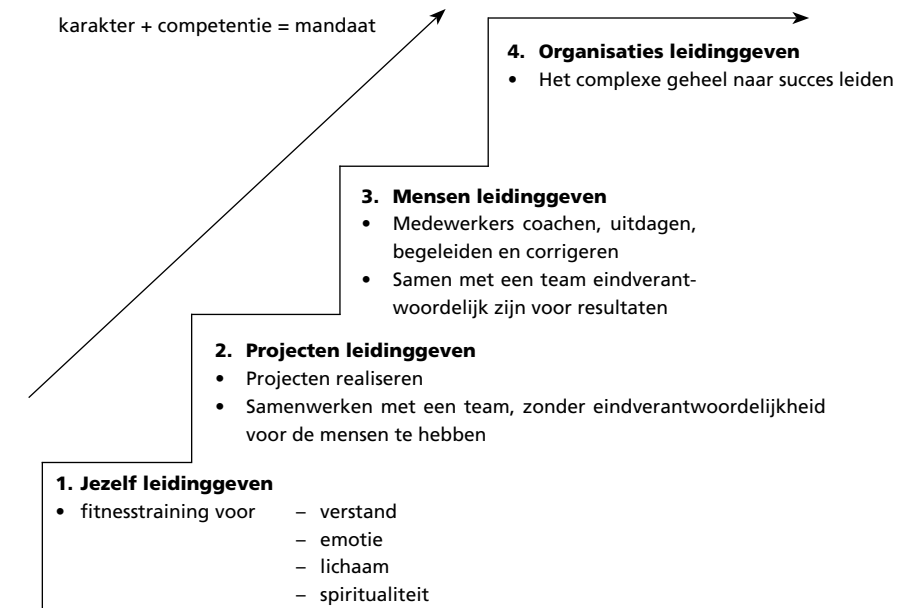 karakter + competentie = mandaat
4. Organisaties leidinggeven
• Het complexe geheel naar succes leiden
3. Mensen leidinggeven
• Medewerkers coachen, uitdagen,
begeleiden en corrigeren
• Samen met een team eindverant-
woordelijk zijn voor resultaten
2. Projecten leidinggeven
• Projecten realiseren
• Samenwerken met een team, zonder eindverantwoordelijkheid
voor de mensen te hebben
1. Jezelf leidinggeven
• fitnesstraining voor – verstand
– emotie
– lichaam
– spiritualiteit